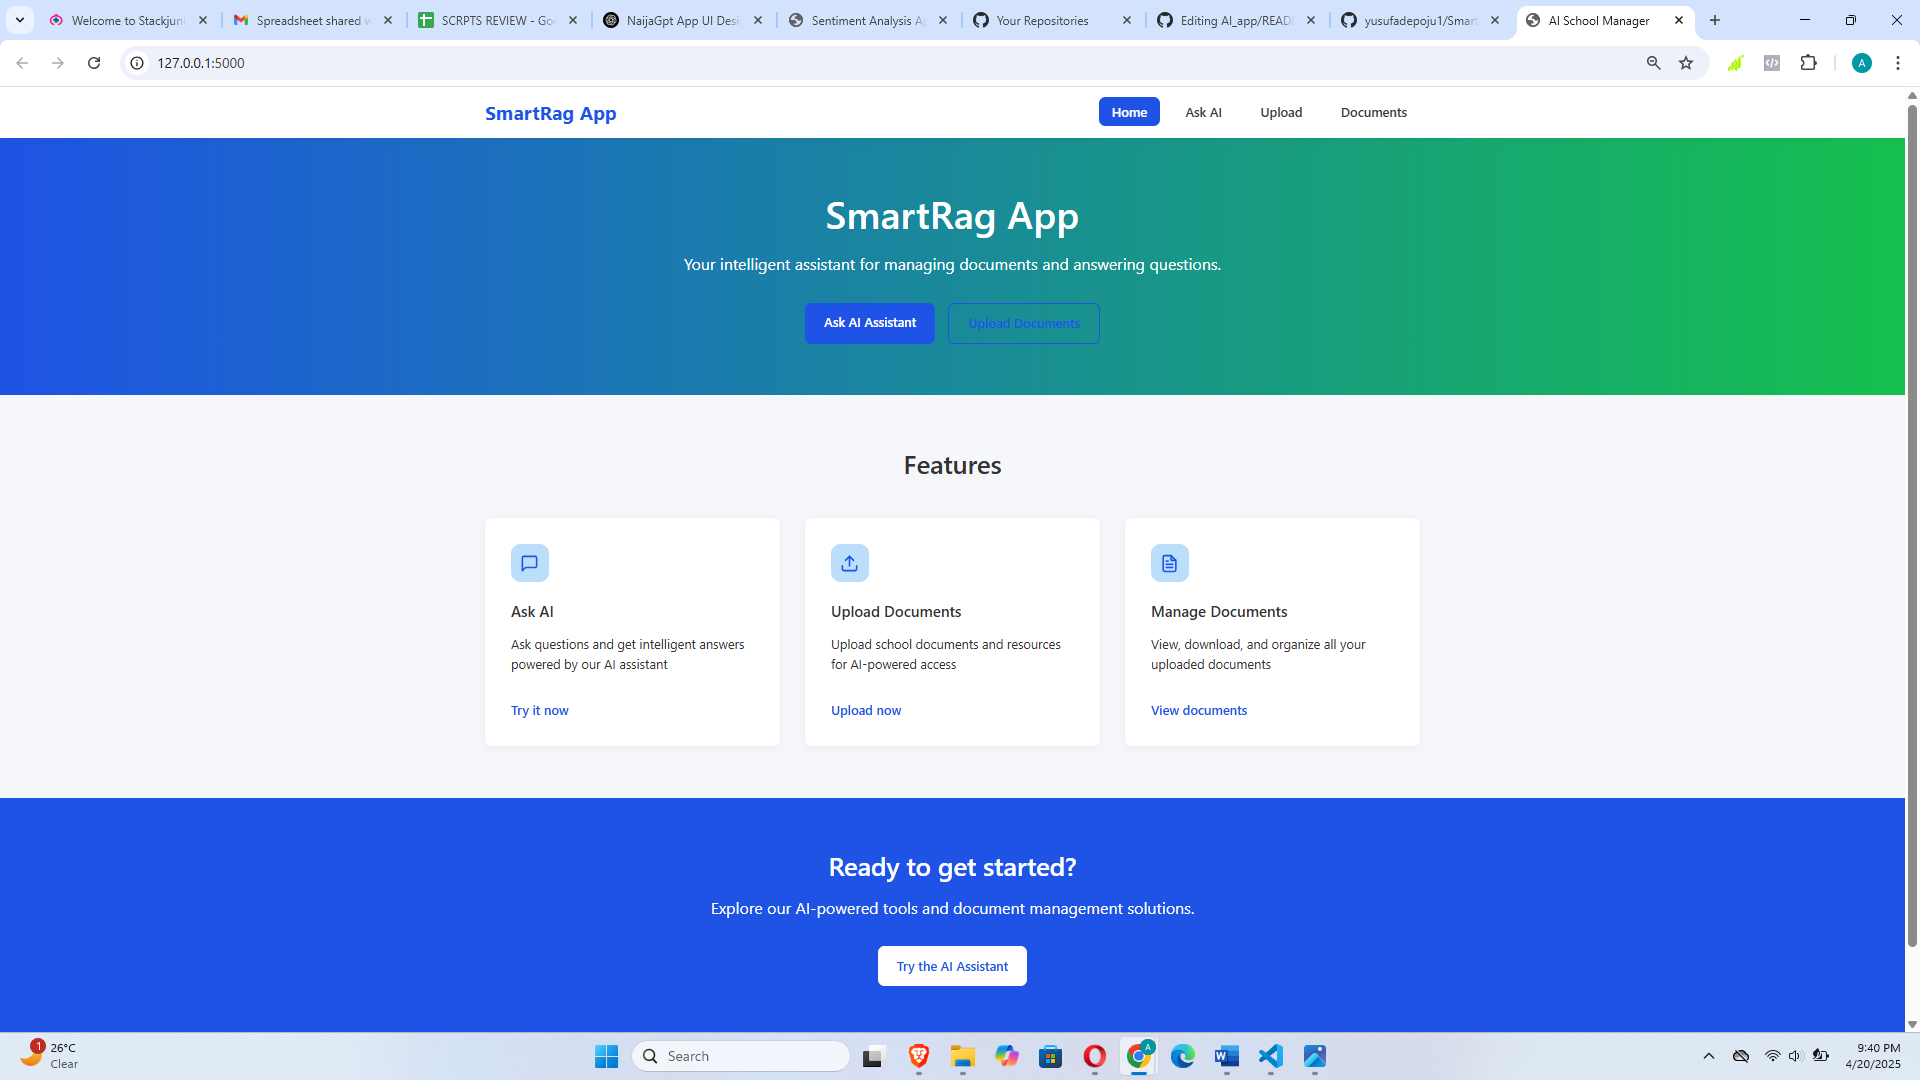 Welcome to Stackjuni
Spreadsheet shared w
SCRPTS REVIEW - Goo
NaijaGpt App UI Desi
Sentiment Analysis Ap
Your Repositories
Editing AI_app/READ
yusufadepoju1/Smart
AI School Manager
127.0.0.1:5000
A
SmartRag App
Home
Ask AI
Upload
Documents
SmartRag App
Your intelligent assistant for managing documents and answering questions.
Ask AI Assistant
Upload Documents
Features
Ask AI
Ask questions and get intelligent answers
powered by our AI assistant
Try it now
Upload Documents
Upload school documents and resources
for AI-powered access
Upload now
Manage Documents
View, download, and organize all your
uploaded documents
View documents
Ready to get started?
Explore our AI-powered tools and document management solutions.
Try the AI Assistant
1
26°C
Clear
Search
A
9:40 PM
4/20/2025